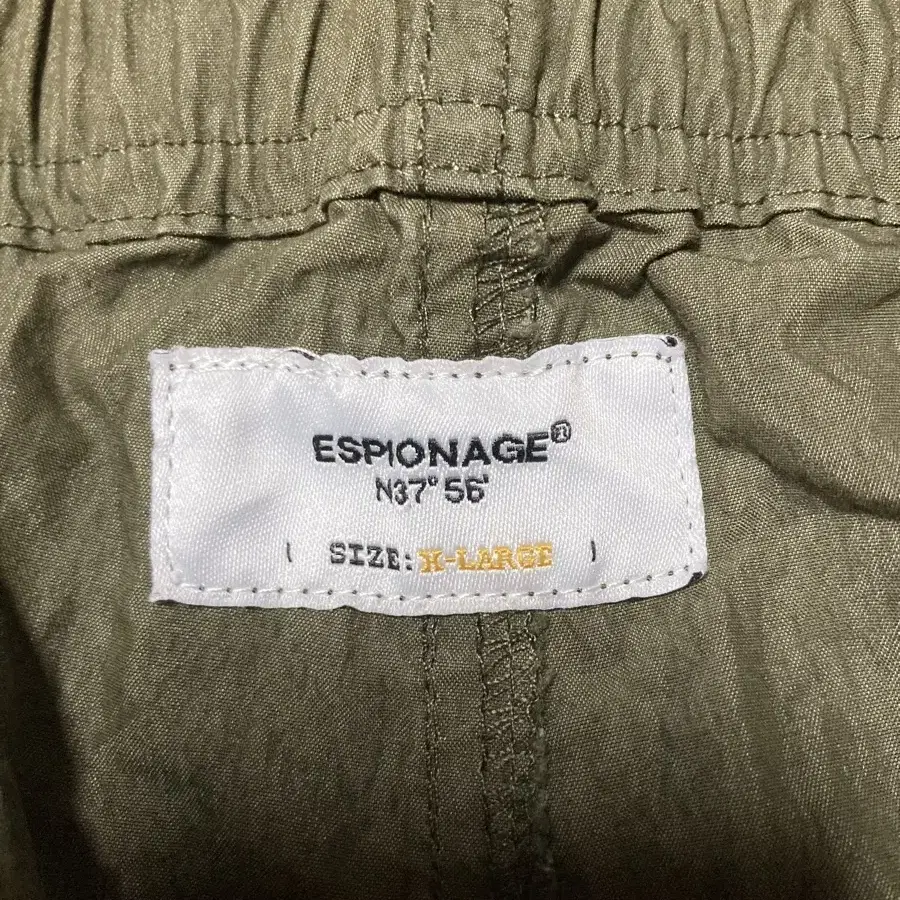 ESPIONAGE®
N37° 56'
( SIZE: X-LARGE )